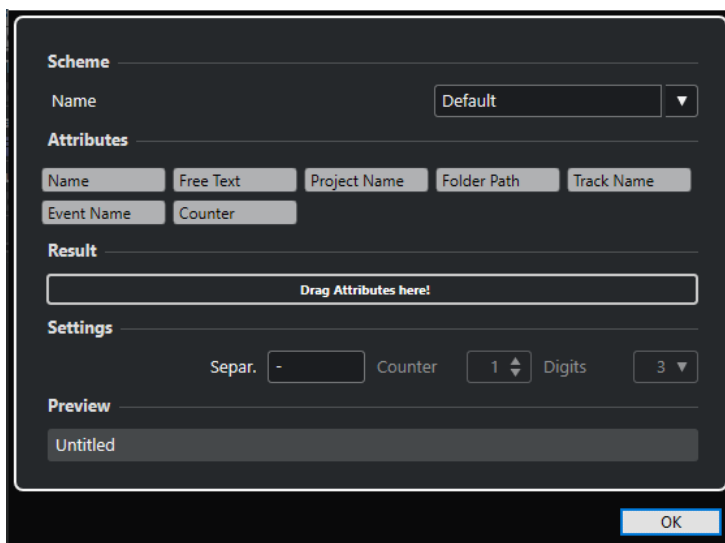 Scheme
Name Default
Attributes
Name Free Text Project Name Folder Path Track Name
Event Name Counter
Result
Drag Attributes here!
Settings
Separ. - Counter 1 Digits 3
Preview
Untitled
OK